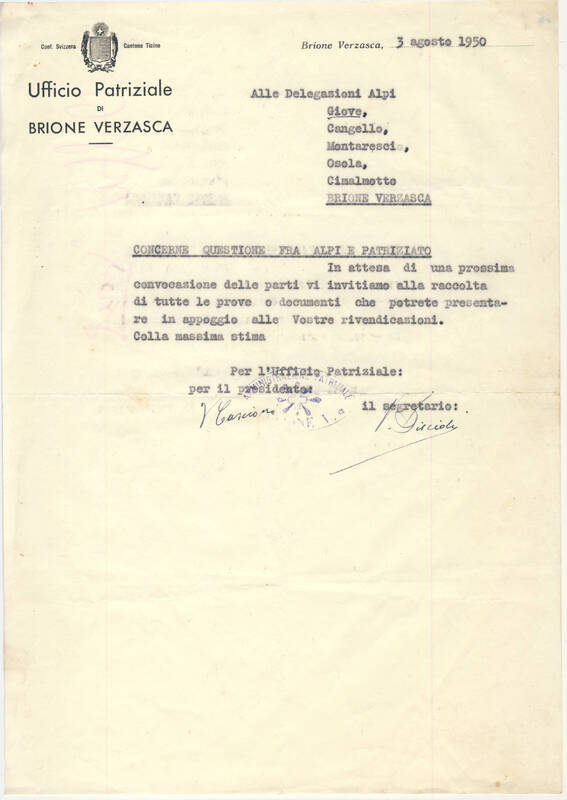 Conf. Svizzera Cantone Ticino
Brione Verzasca, 3 agosto 1950
Ufficio Patriziale
DI
BRIONE VERZASCA
Alle Delegazioni Alpi
Giove,
Cangello,
Montarescio,
Osola,
Cimalmotto
BRIONE VERZASCA
CONCERNE QUESTIONE FRA ALPI E PATRIZIATO
In attesa di una prossima
convocazione delle parti vi invitiamo alla raccolta
di tutte le prove o documenti che potrete presenta-
re in appoggio alle Vostre rivendicazioni.
Colla massima stima
Per l'Ufficio Patriziale:
per il presidente:
AMMINISTRAZIONE PATRIZIALE
il segretario: